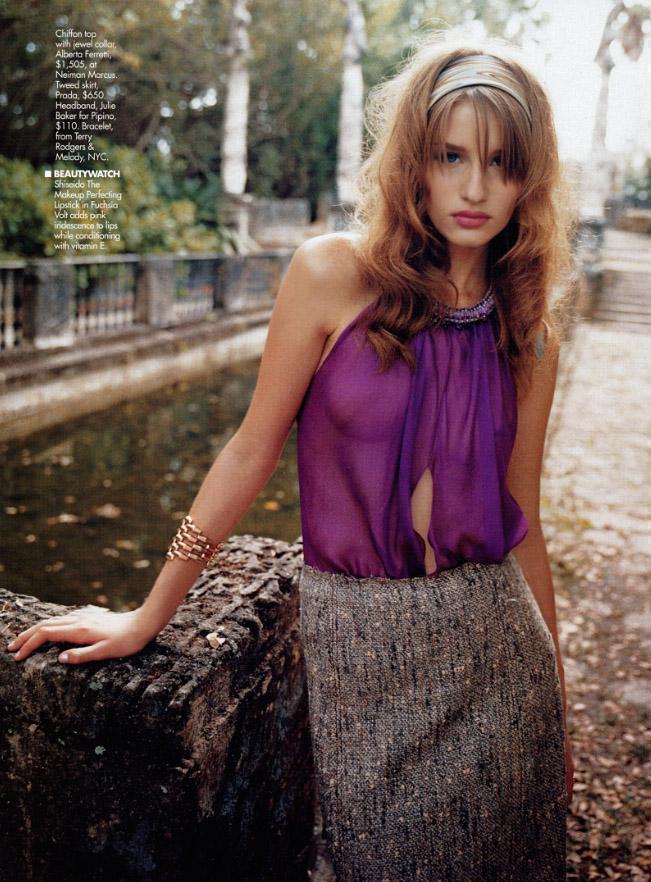 Chiffon top
with jewel collar,
Alberta Ferretti,
$1,505, at
Neiman Marcus.
Tweed skirt,
Prada, $650.
Headband, Julie
Baker for Pipino,
$110. Bracelet,
from Terry
Rodgers &
Melody, NYC.
■ BEAUTYWATCH
Shiseido The
Makeup Perfecting
Lipstick in Fuchsia
Volt adds pink
iridescence to lips
while conditioning
with vitamin E.